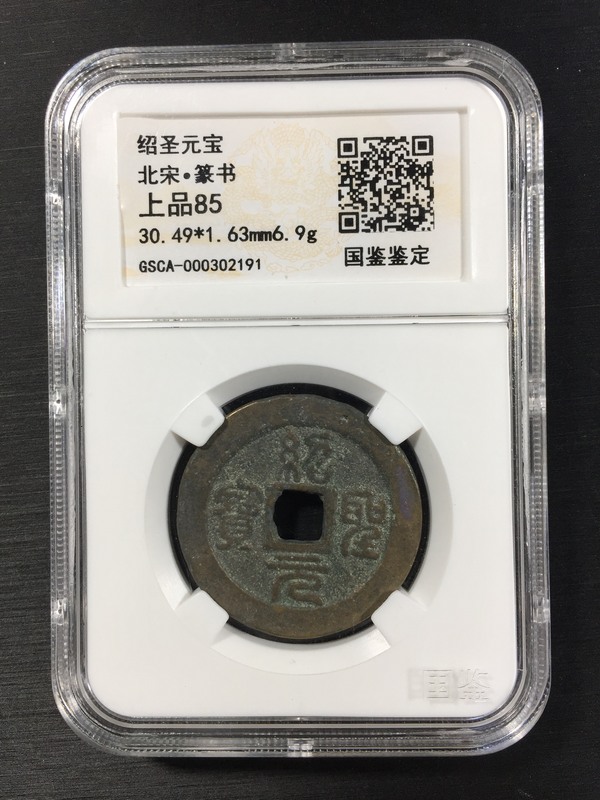 绍圣元宝
北宋•篆书
上品85
30.49*1.63mm6.9g
GSCA-000302191
国鉴鉴定
紹聖元寶
国鉴